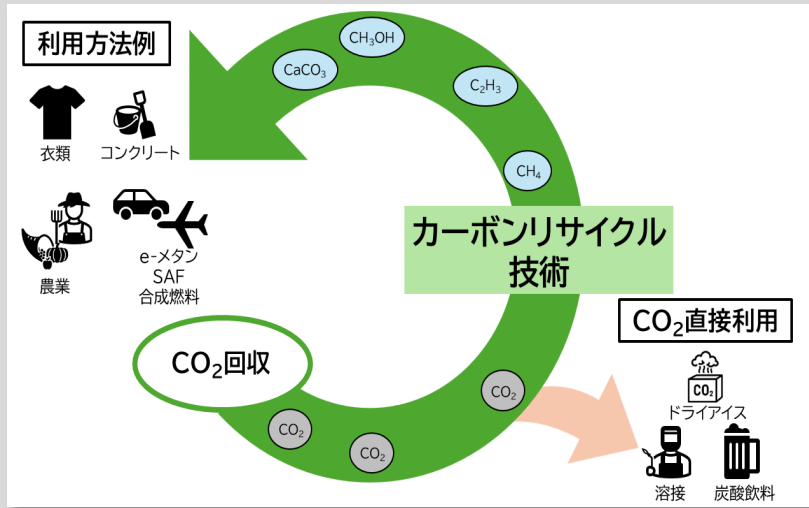 利用方法例
衣類
コンクリート
農業
e-メタン
SAF
合成燃料
CaCO₃
CH₃OH
C₂H₃
CH₄
カーボンリサイクル
技術
CO₂回収
CO₂
CO₂
CO₂
CO₂直接利用
CO₂
ドライアイス
溶接
炭酸飲料